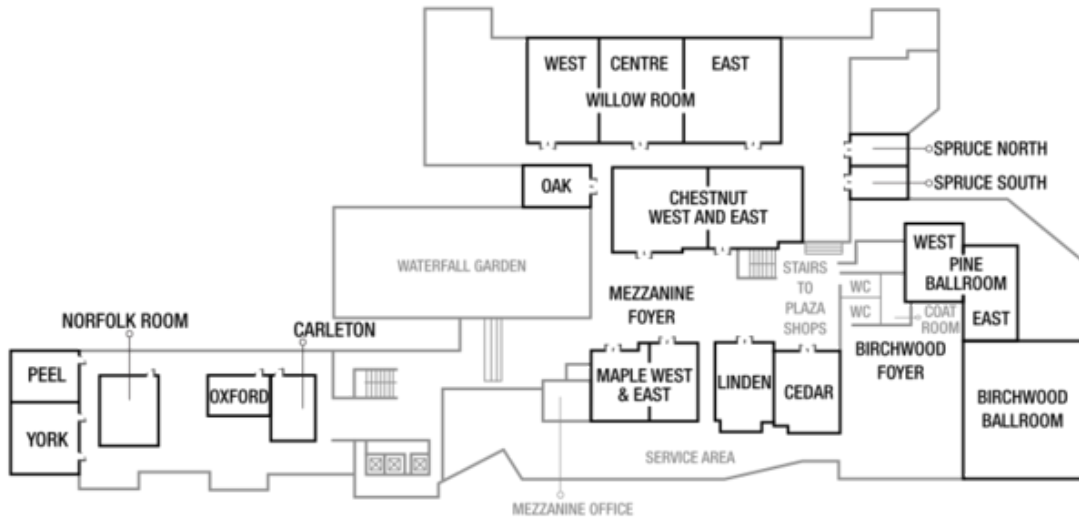 WEST
CENTRE
EAST
WILLOW ROOM
SPRUCE NORTH
SPRUCE SOUTH
OAK
CHESTNUT
WEST AND EAST
WEST
PINE
BALLROOM
EAST
WATERFALL GARDEN
STAIRS
TO
PLAZA
SHOPS
WC
WC
COAT
ROOM
MEZZANINE
FOYER
NORFOLK ROOM
CARLETON
BIRCHWOOD
FOYER
PEEL
YORK
OXFORD
MAPLE WEST
& EAST
LINDEN
CEDAR
BIRCHWOOD
BALLROOM
SERVICE AREA
MEZZANINE OFFICE